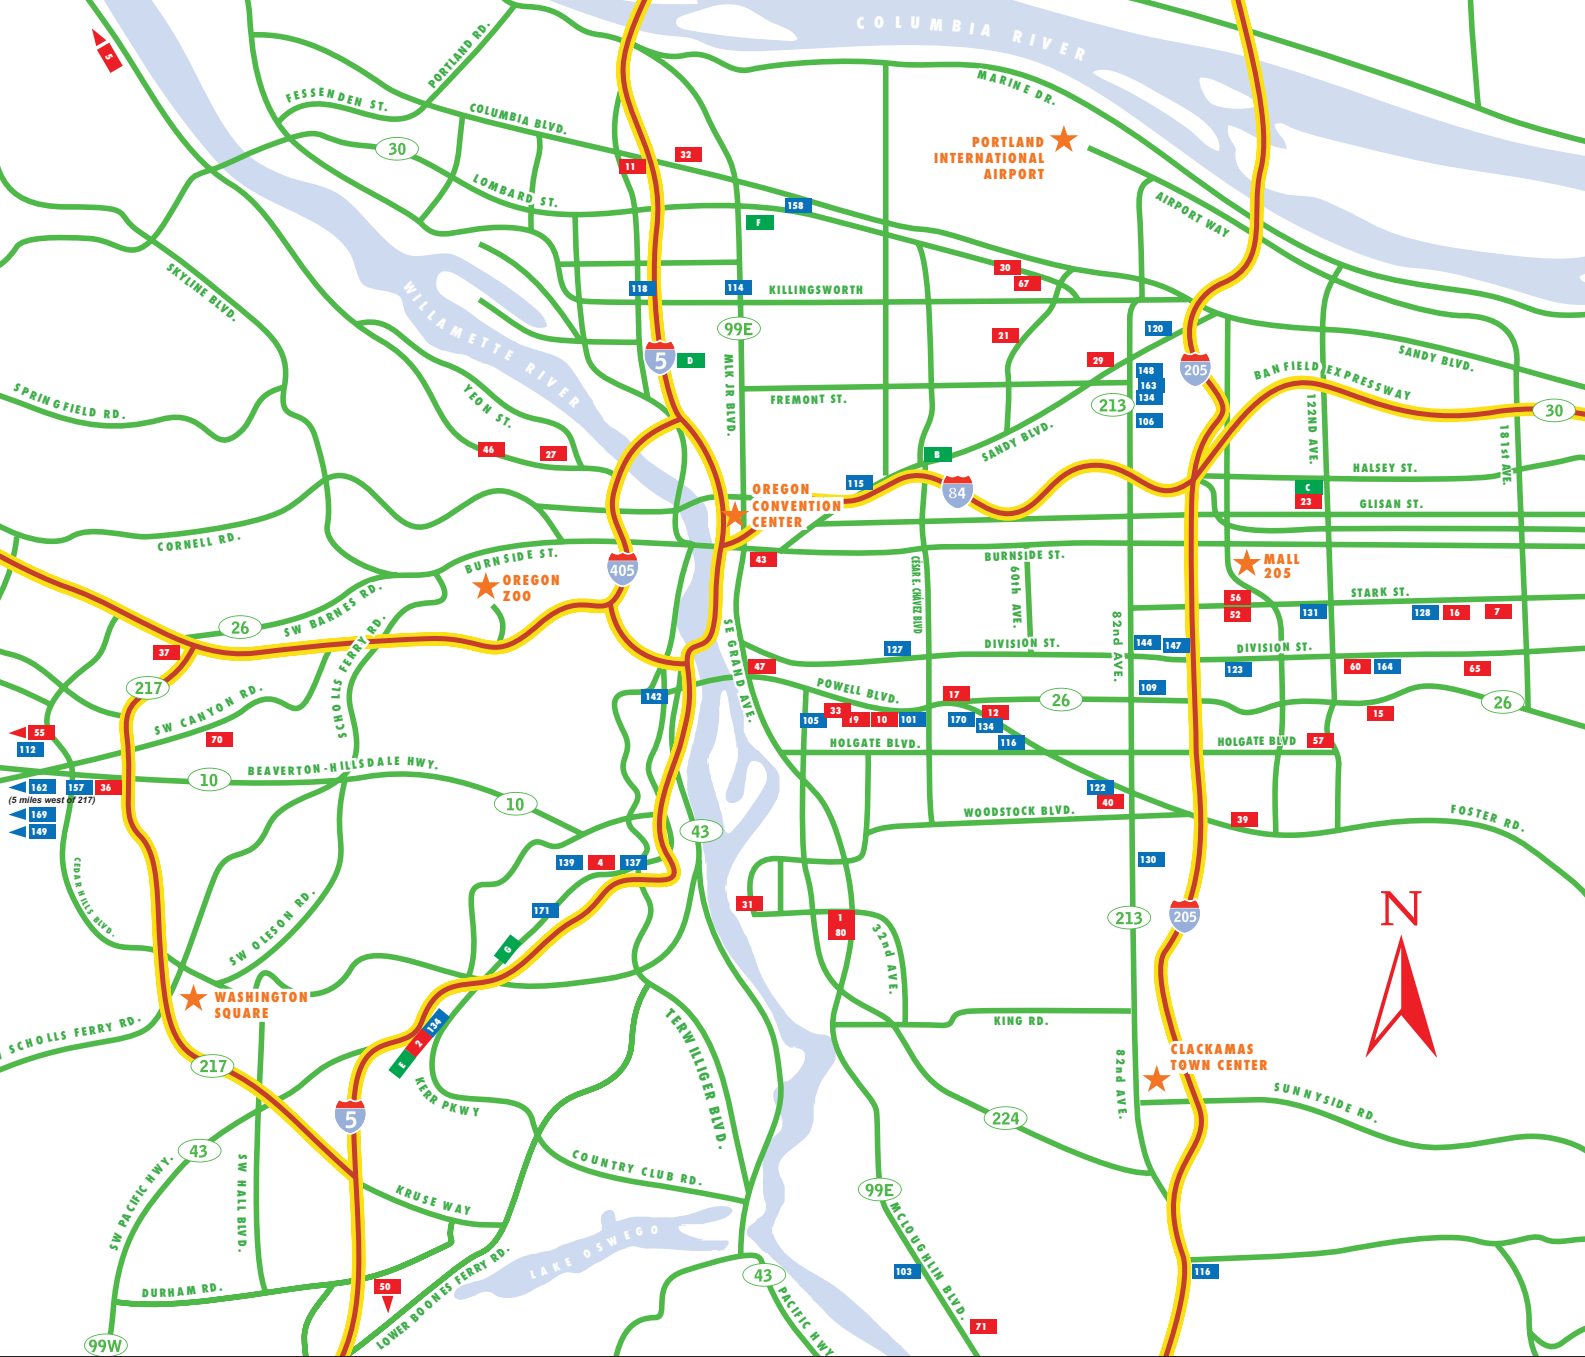 COLUMBIA RIVER
5
PORTLAND RD.
FESSENDEN ST.
COLUMBIA BLVD.
MARINE DR.
30
32
11
PORTLAND
INTERNATIONAL
AIRPORT
LOMBARD ST.
158
F
AIRPORT WAY
SKYLINE BLVD.
WILLAMETTE RIVER
118
114
KILLINGSWORTH
30
67
99E
21
120
5
D
MLK JR BLVD.
29
148
163
134
106
205
213
SANDY BLVD.
BANFIELD EXPRESSWAY
30
SPRINGFIELD RD.
YEON ST.
FREMONT ST.
122ND AVE.
181st AVE.
46
27
B
SANDY BLVD.
115
84
HALSEY ST.
C
23
GLISAN ST.
OREGON
CONVENTION
CENTER
CORNELL RD.
BURNSIDE ST.
405
43
BURNSIDE ST.
OREGON
ZOO
CESAR E. CHÁVEZ BLVD
60th AVE.
MALL
205
STARK ST.
56
52
131
128
16
7
26
SW BARNES RD.
SCHOLLS FERRY RD.
82nd AVE.
SE GRAND AVE.
37
127
DIVISION ST.
144
147
DIVISION ST.
123
60
164
65
47
217
SW CANYON RD.
142
POWELL BLVD.
17
26
109
26
55
112
70
105
33
19
10
101
170
12
134
116
15
HOLGATE BLVD.
HOLGATE BLVD
57
10
BEAVERTON-HILLSDALE HWY.
162
157
36
(5 miles west of 217)
169
149
10
43
122
40
WOODSTOCK BLVD.
39
FOSTER RD.
CEDAR HILLS BLVD.
139
4
137
130
171
31
1
80
213
205
N
SW OLESON RD.
G
32nd AVE.
WASHINGTON
SQUARE
SCHOLLS FERRY RD.
134
2
E
TERWILLIGER BLVD.
KING RD.
CLACKAMAS
TOWN CENTER
217
KERR PKWY
5
82nd AVE.
SUNNYSIDE RD.
224
43
SW PACIFIC HWY.
SW HALL BLVD.
COUNTRY CLUB RD.
KRUSE WAY
99E
MCLOUGHLIN BLVD.
LAKE OSWEGO
DURHAM RD.
50
LOWER BOONES FERRY RD.
43
PACIFIC HWY
103
116
71
99W